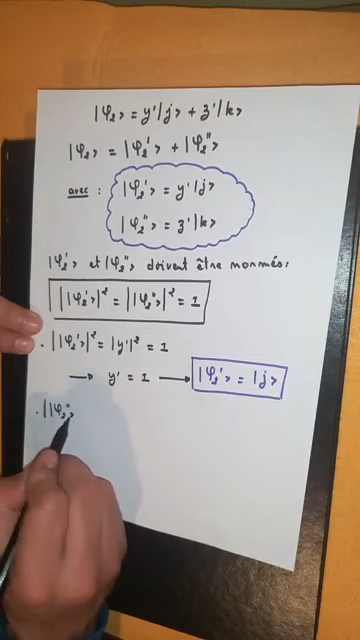 |φ₂> = y'|j> + z'|k>
|φ₂> = |φ₂'> + |φ₂''>
avec : |φ₂'> = y'|j>
|φ₂''> = z'|k>
|φ₂'> et |φ₂''> doivent être normés:
||φ₂'>|² = ||φ₂''>|² = 1
. ||φ₂'>|² = |y'|² = 1
→ y' = 1 → |φ₂'> = |j>
. ||φ₂''>